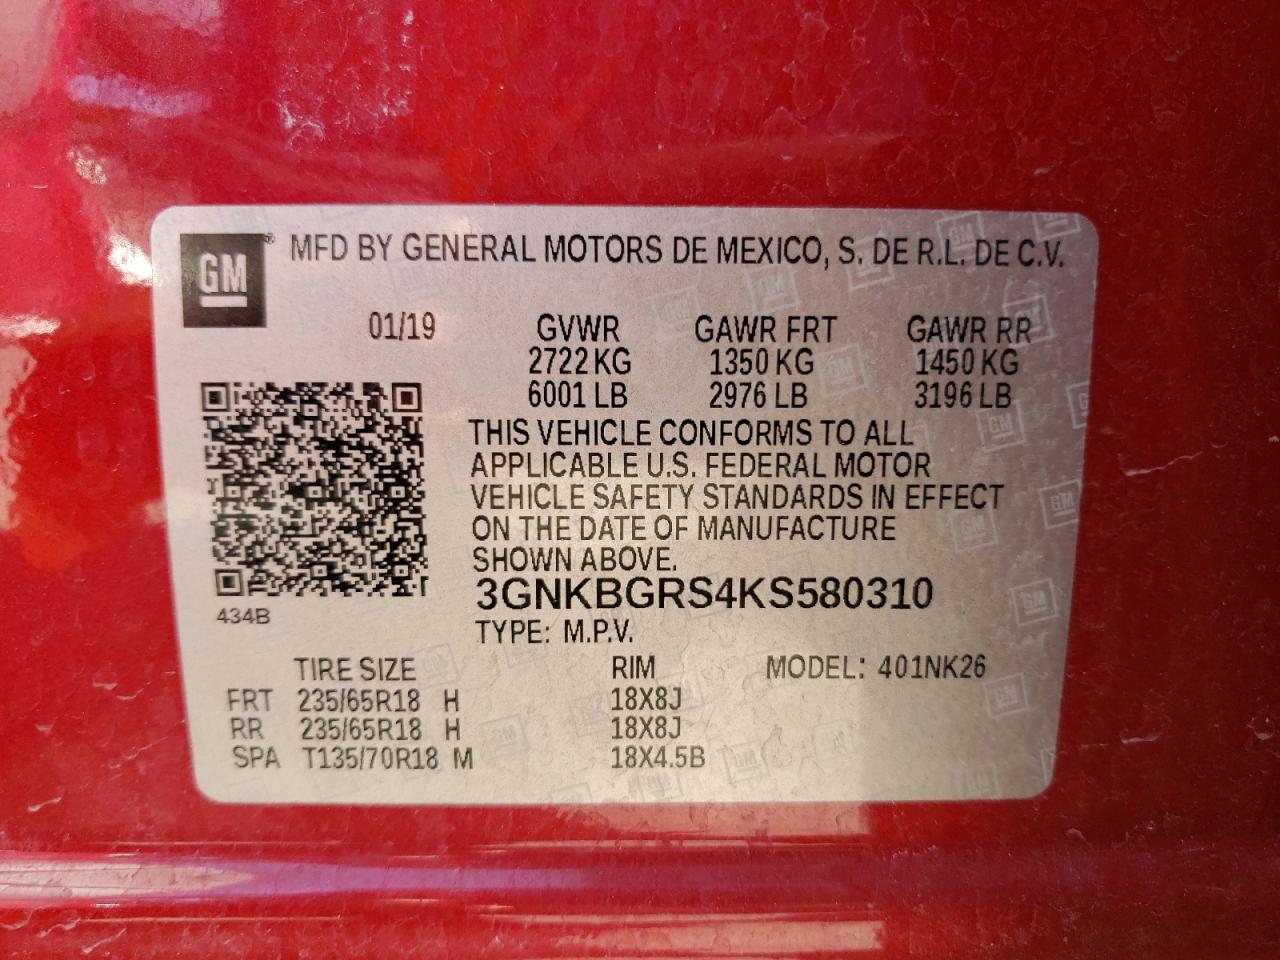 GM ® MFD BY GENERAL MOTORS DE MEXICO, S. DE R.L. DE C.V.
01/19 GVWR GAWR FRT GAWR RR
2722 KG 1350 KG 1450 KG
6001 LB 2976 LB 3196 LB
THIS VEHICLE CONFORMS TO ALL
APPLICABLE U.S. FEDERAL MOTOR
VEHICLE SAFETY STANDARDS IN EFFECT
ON THE DATE OF MANUFACTURE
SHOWN ABOVE.
3GNKBGRS4KS580310
434B
TYPE: M.P.V.
TIRE SIZE RIM MODEL: 401NK26
FRT 235/65R18 H 18X8J
RR 235/65R18 H 18X8J
SPA T135/70R18 M 18X4.5B